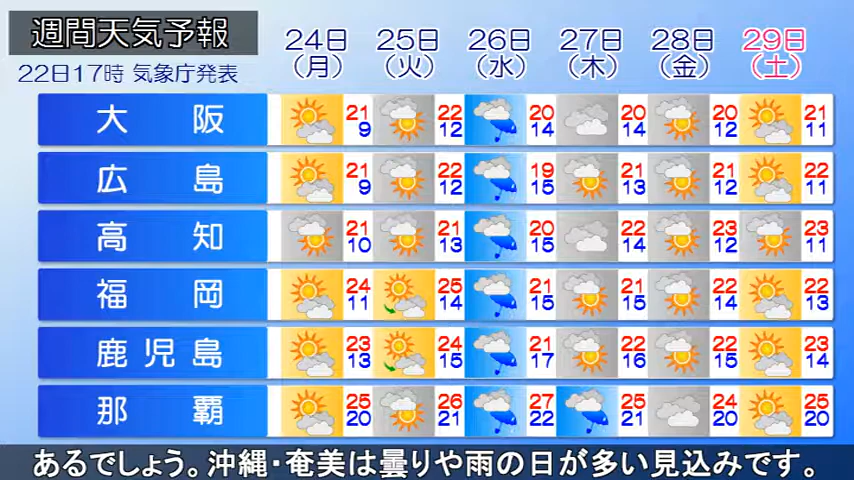 週間天気予報
22日17時 気象庁発表
24日 25日 26日 27日 28日 29日
(月) (火) (水) (木) (金) (土)
大阪 21 9 22 12 20 14 20 14 20 12 21 11
広島 21 9 22 12 19 15 21 13 21 12 22 11
高知 21 10 21 13 20 15 22 14 23 12 23 11
福岡 24 11 25 14 21 15 21 15 22 14 22 13
鹿児島 23 13 24 15 21 17 22 16 22 15 23 14
那覇 25 20 26 21 27 22 25 21 24 20 25 20
あるでしょう。沖縄・奄美は曇りや雨の日が多い見込みです。